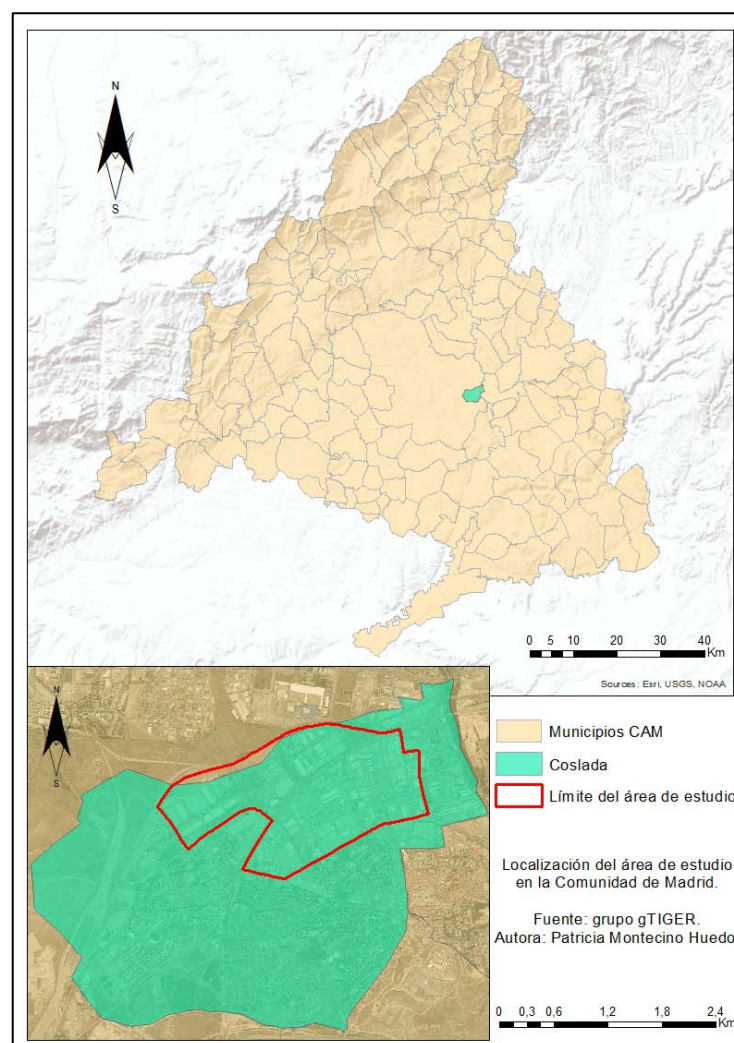 N
S
0 5 10 20 30 40
Km
Sources: Esri, USGS, NOAA
N
S
Municipios CAM
Coslada
Límite del área de estudio
Localización del área de estudio
en la Comunidad de Madrid.
Fuente: grupo gTIGER.
Autora: Patricia Montecino Huedo
0 0,3 0,6 1,2 1,8 2,4
Km